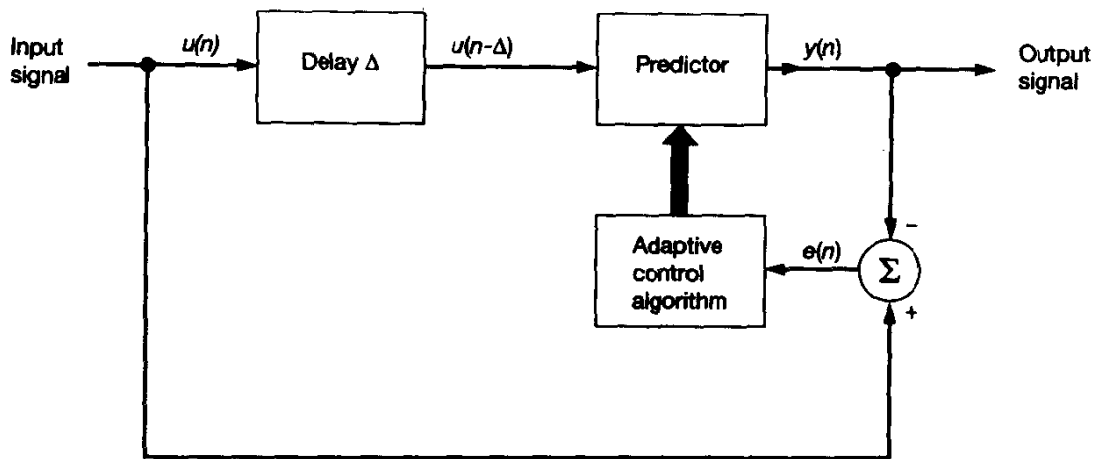 Input
signal
u(n)
Delay Δ
u(n-Δ)
Predictor
y(n)
Output
signal
−
Adaptive
control
algorithm
e(n)
Σ
+